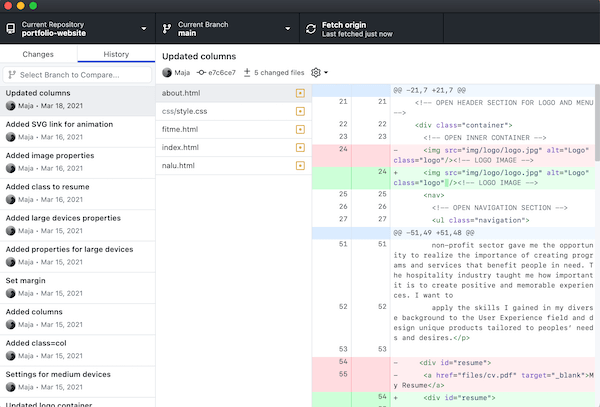 Current Repository
portfolio-website
Current Branch
main
Fetch origin
Last fetched just now
Changes
History
Select Branch to Compare...
Updated columns
Maja • Mar 18, 2021
Added SVG link for animation
Maja • Mar 16, 2021
Added image properties
Maja • Mar 16, 2021
Added class to resume
Maja • Mar 16, 2021
Added large devices properties
Maja • Mar 15, 2021
Added properties for large devices
Maja • Mar 15, 2021
Set margin
Maja • Mar 15, 2021
Added columns
Maja • Mar 15, 2021
Added class=col
Maja • Mar 15, 2021
Settings for medium devices
Maja • Mar 15, 2021
Updated logo container
Updated columns
Maja
e7c6ce7
5 changed files
about.html
css/style.css
fitme.html
index.html
nalu.html
@@ -21,7 +21,7 @@
21 21 <!-- OPEN HEADER SECTION FOR LOGO AND MENU
-->
22 22 <div class="container">
23 23 <!-- OPEN INNER CONTAINER -->
24 - <img src="img/logo/logo.jpg" alt="Logo"
class="logo"/><!-- LOGO IMAGE -->
24 + <img src="img/logo/logo.jpg" alt="Logo"
class="logo" /><!-- LOGO IMAGE -->
25 25 <nav>
26 26 <!-- OPEN NAVIGATION SECTION -->
27 27 <ul class="navigation">
@@ -51,49 +51,48 @@
51 51 non-profit sector gave me the opportun
ity to realize the importance of creating progr
ams and services that benefit people in need. T
he hospitality industry taught me how important
it is to create positive and memorable experien
ces. I want to
52 52 apply the skills I gained in my divers
e background to the User Experience field and d
esign unique products tailored to peoples' need
s and desires.</p>
53 53
54 - <div id="resume">
55 - <a href="files/cv.pdf" target="_blank">M
y Resume</a>
54 + <div id="resume">